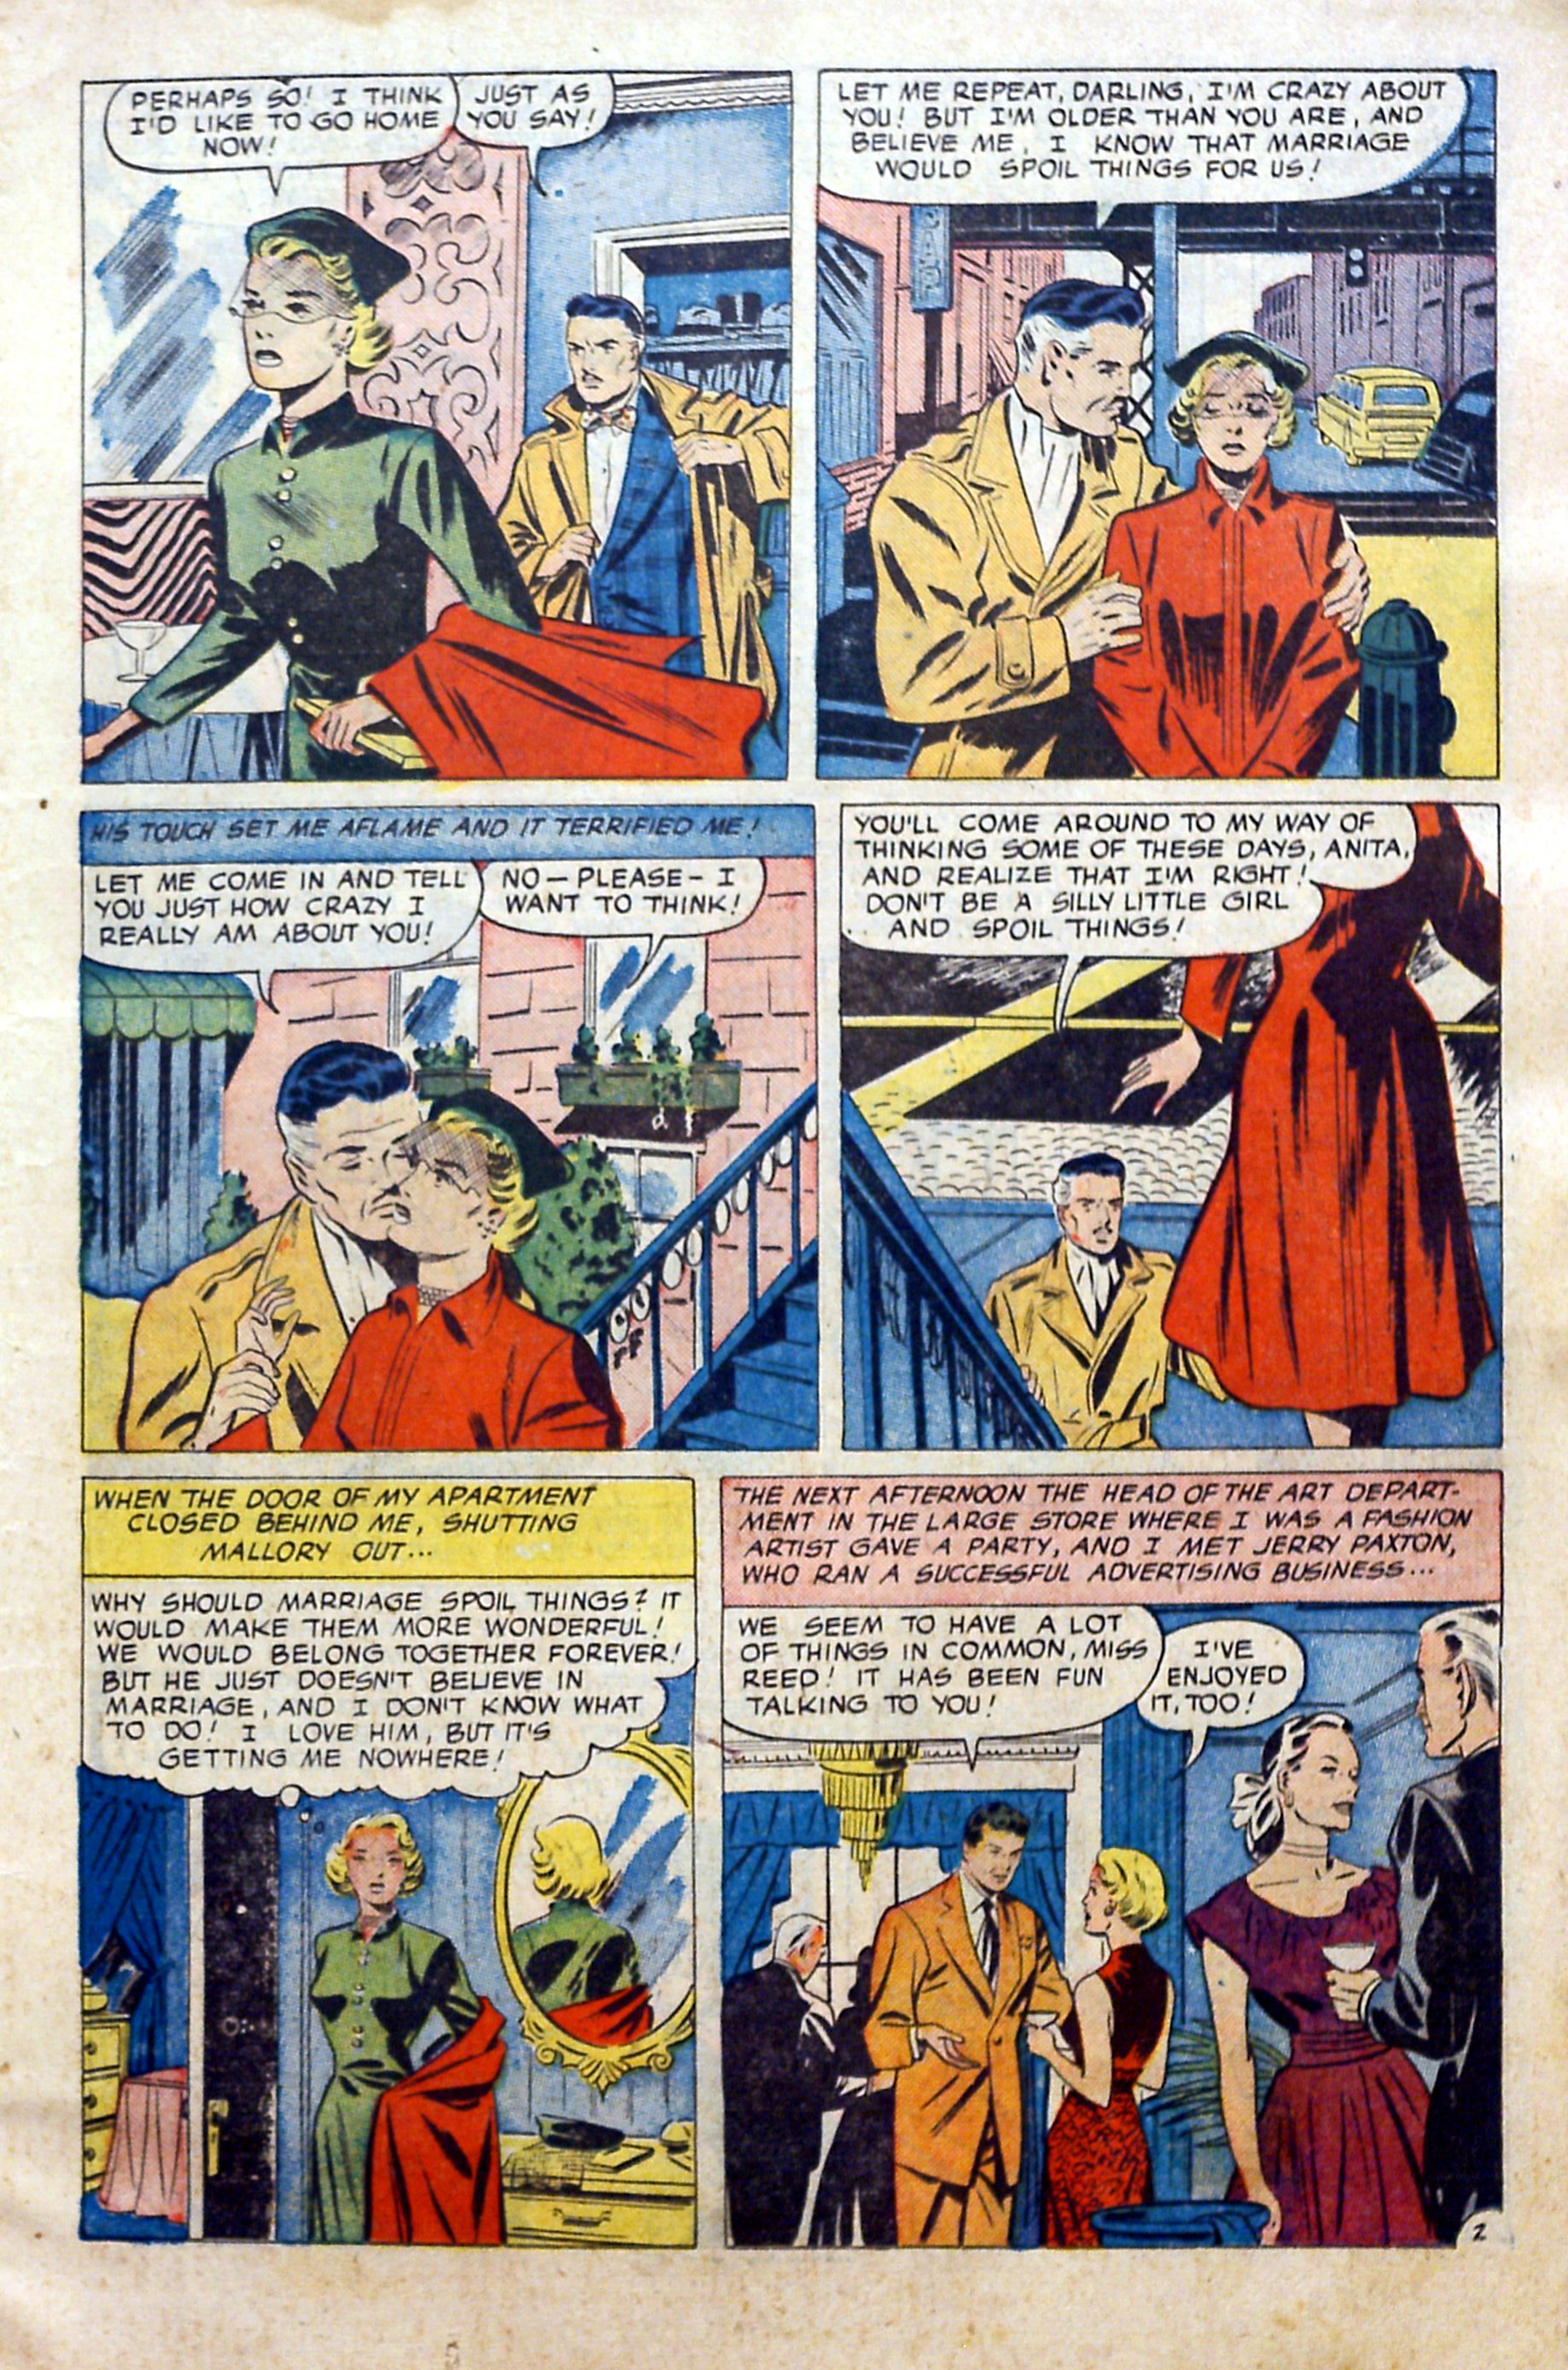 PERHAPS SO! I THINK
I'D LIKE TO GO HOME
NOW!
JUST AS
YOU SAY!
LET ME REPEAT, DARLING, I'M CRAZY ABOUT
YOU! BUT I'M OLDER THAN YOU ARE, AND
BELIEVE ME, I KNOW THAT MARRIAGE
WOULD SPOIL THINGS FOR US!
HIS TOUCH SET ME AFLAME AND IT TERRIFIED ME!
LET ME COME IN AND TELL
YOU JUST HOW CRAZY I
REALLY AM ABOUT YOU!
NO — PLEASE — I
WANT TO THINK!
YOU'LL COME AROUND TO MY WAY OF
THINKING SOME OF THESE DAYS, ANITA,
AND REALIZE THAT I'M RIGHT!
DON'T BE A SILLY LITTLE GIRL
AND SPOIL THINGS!
WHEN THE DOOR OF MY APARTMENT
CLOSED BEHIND ME, SHUTTING
MALLORY OUT...
WHY SHOULD MARRIAGE SPOIL THINGS? IT
WOULD MAKE THEM MORE WONDERFUL!
WE WOULD BELONG TOGETHER FOREVER!
BUT HE JUST DOESN'T BELIEVE IN
MARRIAGE, AND I DON'T KNOW WHAT
TO DO! I LOVE HIM, BUT IT'S
GETTING ME NOWHERE!
THE NEXT AFTERNOON THE HEAD OF THE ART DEPART-
MENT IN THE LARGE STORE WHERE I WAS A FASHION
ARTIST GAVE A PARTY, AND I MET JERRY PAXTON,
WHO RAN A SUCCESSFUL ADVERTISING BUSINESS...
WE SEEM TO HAVE A LOT
OF THINGS IN COMMON, MISS
REED! IT HAS BEEN FUN
TALKING TO YOU!
I'VE
ENJOYED
IT, TOO!
2